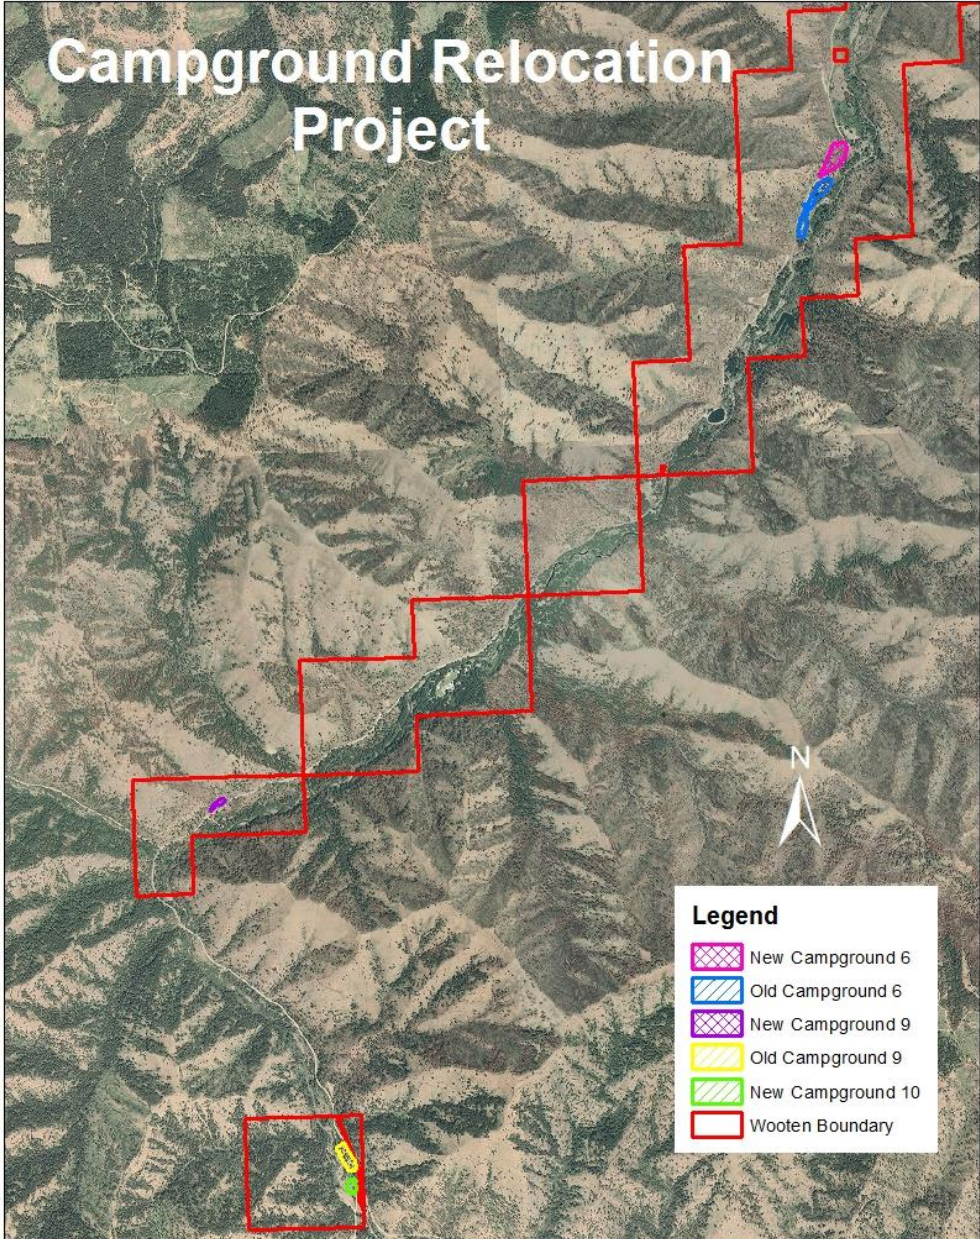 Campground Relocation
Project
N
Legend
New Campground 6
Old Campground 6
New Campground 9
Old Campground 9
New Campground 10
Wooten Boundary